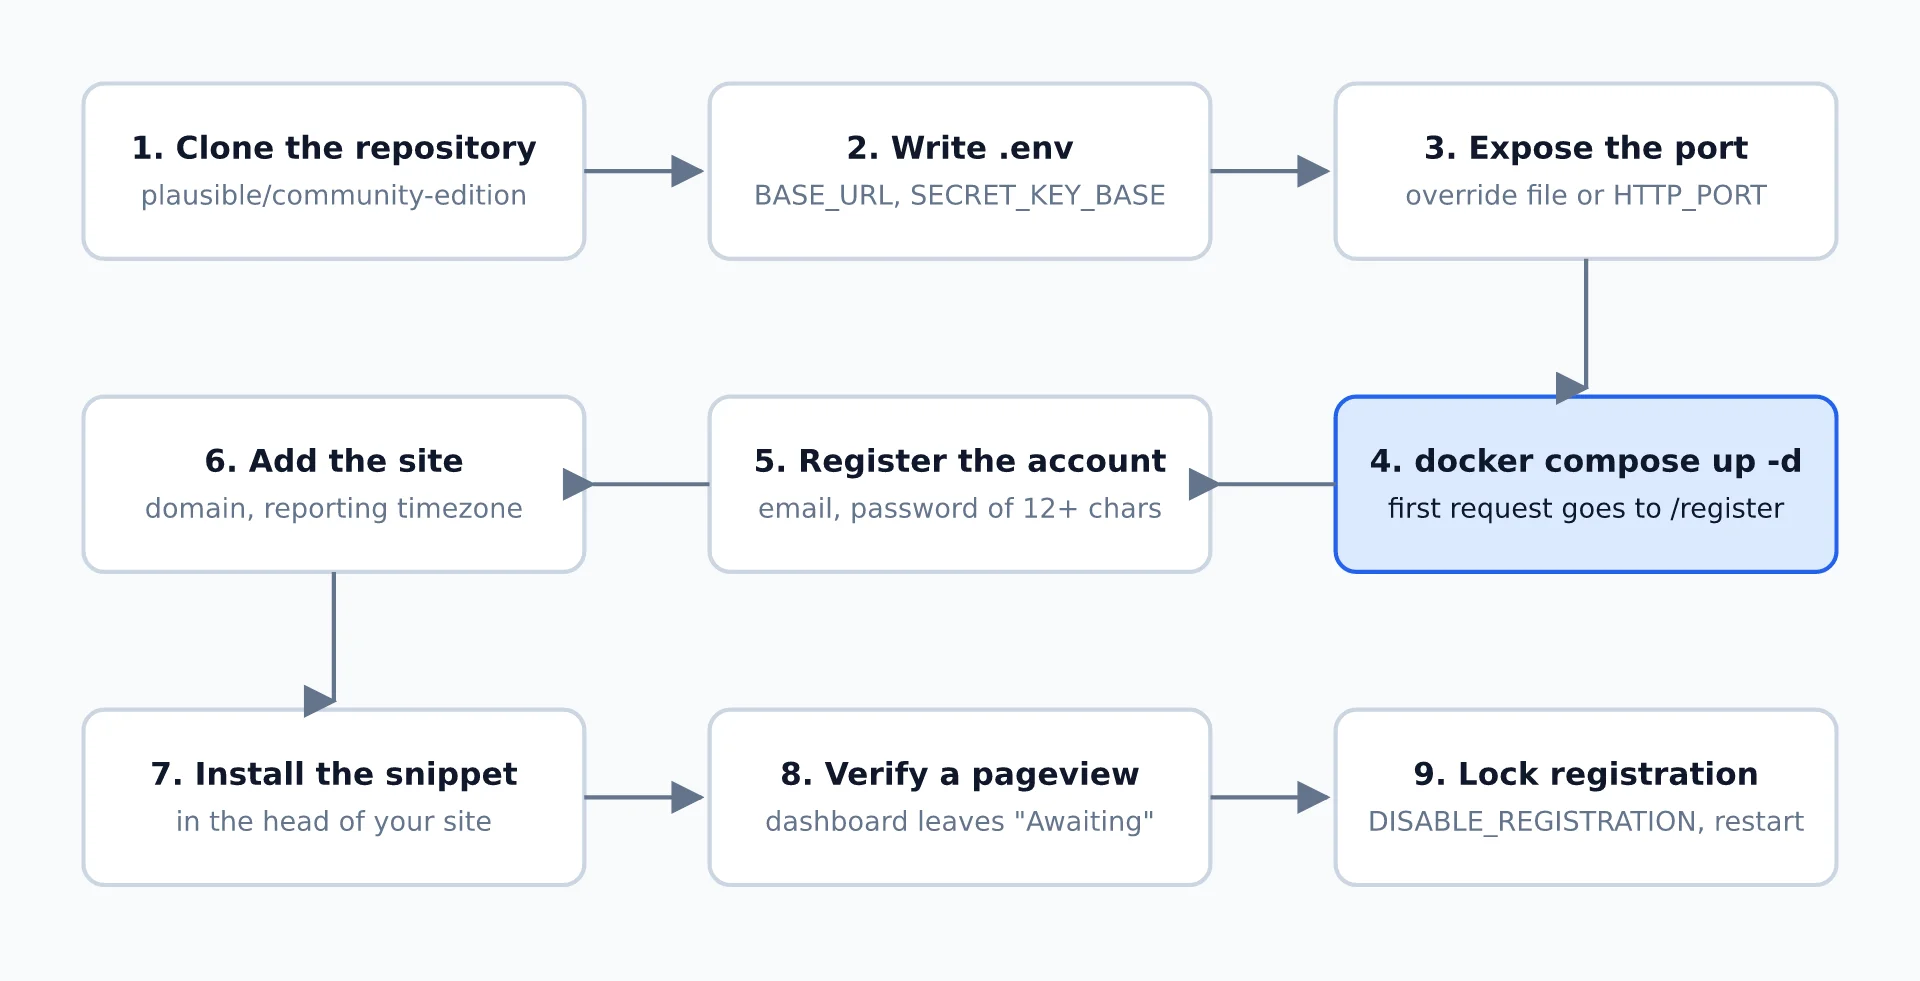 1. Clone the repository
plausible/community-edition
2. Write .env
BASE_URL, SECRET_KEY_BASE
3. Expose the port
override file or HTTP_PORT
4. docker compose up -d
first request goes to /register
5. Register the account
email, password of 12+ chars
6. Add the site
domain, reporting timezone
7. Install the snippet
in the head of your site
8. Verify a pageview
dashboard leaves "Awaiting"
9. Lock registration
DISABLE_REGISTRATION, restart